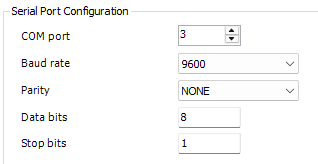 Serial Port Configuration
COM port 3
Baud rate 9600
Parity NONE
Data bits 8
Stop bits 1